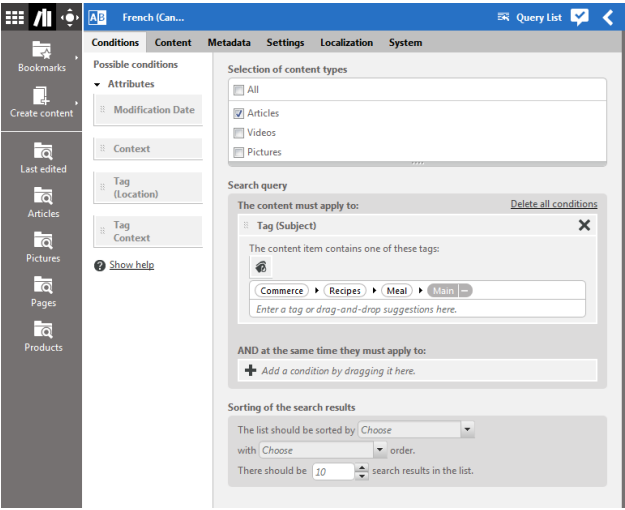 AB French (Can... Query List
Conditions Content Metadata Settings Localization System
Bookmarks
Create content
Last edited
Articles
Pictures
Pages
Products
Possible conditions
Attributes
Modification Date
Context
Tag
(Location)
Tag
Context
Show help
Selection of content types
All
Articles
Videos
Pictures
Search query
The content must apply to: Delete all conditions
Tag (Subject)
The content item contains one of these tags:
Commerce Recipes Meal Main
Enter a tag or drag-and-drop suggestions here.
AND at the same time they must apply to:
Add a condition by dragging it here.
Sorting of the search results
The list should be sorted by Choose
with Choose order.
There should be 10 search results in the list.